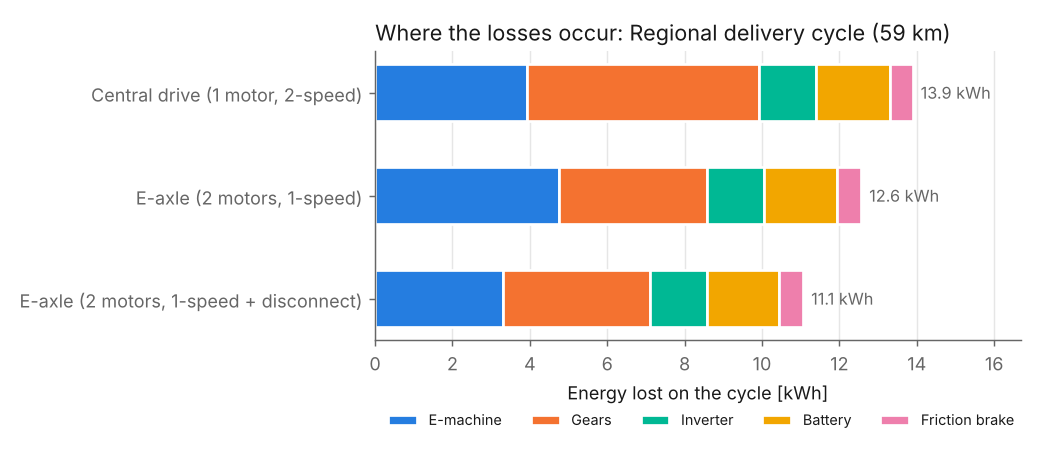 Where the losses occur: Regional delivery cycle (59 km)
Central drive (1 motor, 2-speed)
13.9 kWh
E-axle (2 motors, 1-speed)
12.6 kWh
E-axle (2 motors, 1-speed + disconnect)
11.1 kWh
0 2 4 6 8 10 12 14 16
Energy lost on the cycle [kWh]
E-machine Gears Inverter Battery Friction brake